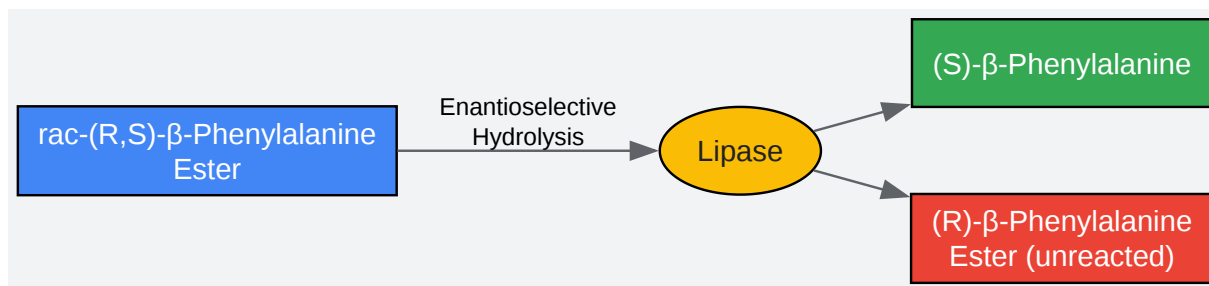 rac-(R,S)-β-Phenylalanine
Ester
Enantioselective
Hydrolysis
Lipase
(S)-β-Phenylalanine
(R)-β-Phenylalanine
Ester (unreacted)